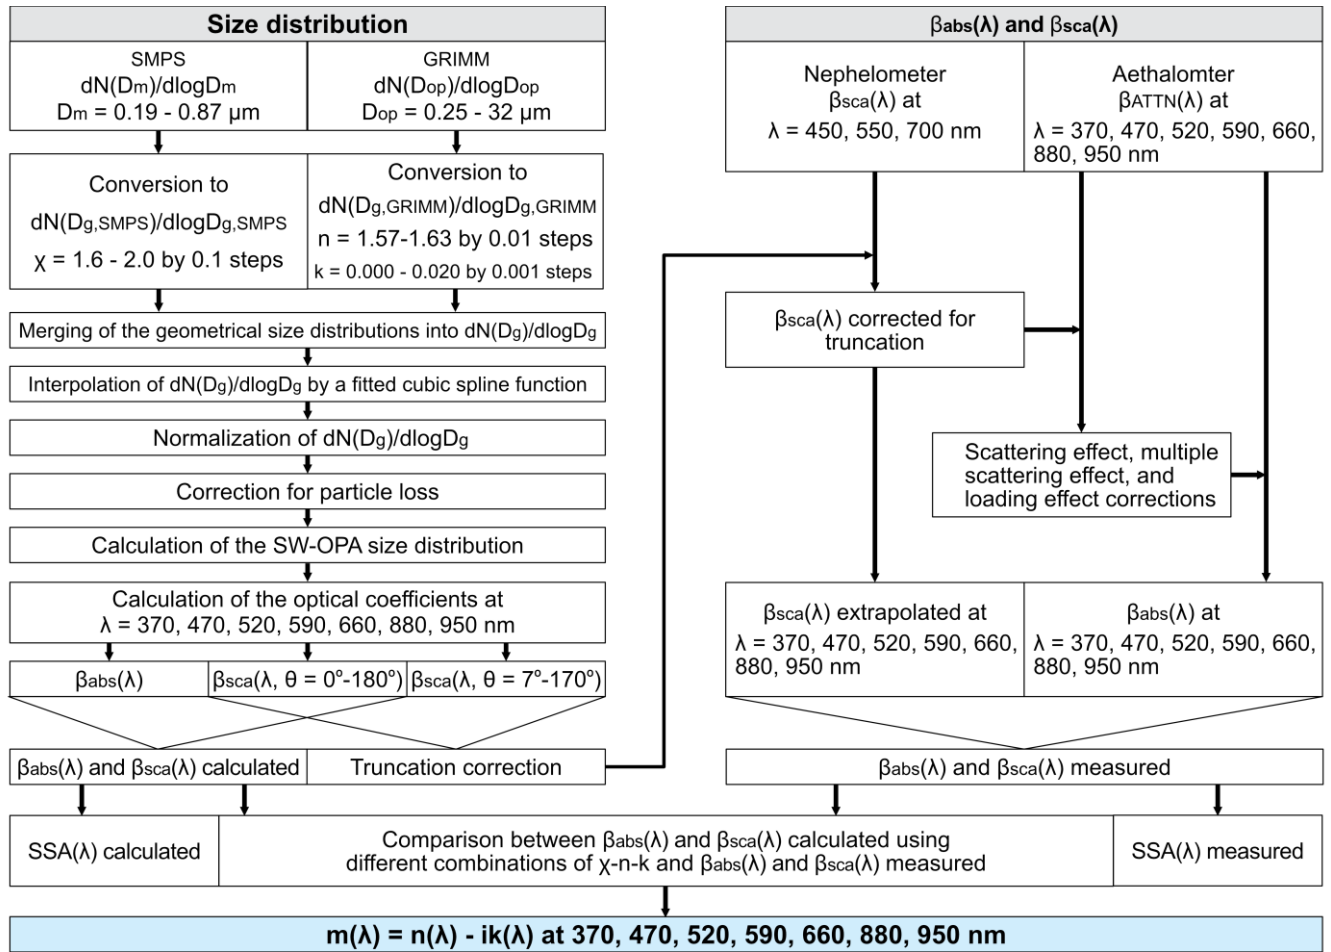 Size distribution
SMPS
dN(Dm)/dlogDm
Dm = 0.19 - 0.87 µm
GRIMM
dN(Dop)/dlogDop
Dop = 0.25 - 32 µm
Conversion to
dN(Dg,SMPS)/dlogDg,SMPS
χ = 1.6 - 2.0 by 0.1 steps
Conversion to
dN(Dg,GRIMM)/dlogDg,GRIMM
n = 1.57-1.63 by 0.01 steps
k = 0.000 - 0.020 by 0.001 steps
Merging of the geometrical size distributions into dN(Dg)/dlogDg
Interpolation of dN(Dg)/dlogDg by a fitted cubic spline function
Normalization of dN(Dg)/dlogDg
Correction for particle loss
Calculation of the SW-OPA size distribution
Calculation of the optical coefficients at
λ = 370, 470, 520, 590, 660, 880, 950 nm
βabs(λ)
βsca(λ, θ = 0°-180°)
βsca(λ, θ = 7°-170°)
βabs(λ) and βsca(λ) calculated
Truncation correction
βabs(λ) and βsca(λ)
Nephelometer
βsca(λ) at
λ = 450, 550, 700 nm
Aethalomter
βATTN(λ) at
λ = 370, 470, 520, 590, 660,
880, 950 nm
βsca(λ) corrected for
truncation
Scattering effect, multiple
scattering effect, and
loading effect corrections
βsca(λ) extrapolated at
λ = 370, 470, 520, 590, 660,
880, 950 nm
βabs(λ) at
λ = 370, 470, 520, 590, 660,
880, 950 nm
βabs(λ) and βsca(λ) measured
SSA(λ) calculated
Comparison between βabs(λ) and βsca(λ) calculated using
different combinations of χ-n-k and βabs(λ) and βsca(λ) measured
SSA(λ) measured
m(λ) = n(λ) - ik(λ) at 370, 470, 520, 590, 660, 880, 950 nm